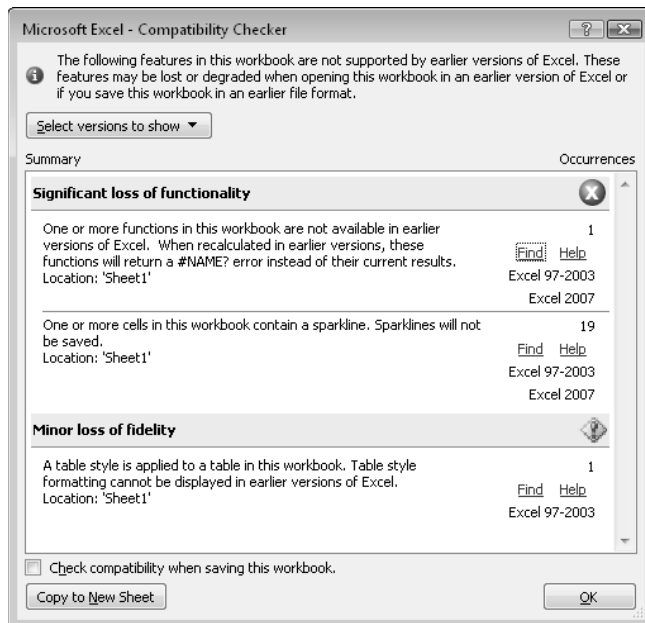 Microsoft Excel - Compatibility Checker
The following features in this workbook are not supported by earlier versions of Excel. These
features may be lost or degraded when opening this workbook in an earlier version of Excel or
if you save this workbook in an earlier file format.
Select versions to show
Summary Occurrences
Significant loss of functionality
One or more functions in this workbook are not available in earlier 1
versions of Excel. When recalculated in earlier versions, these Find Help
functions will return a #NAME? error instead of their current results.
Location: 'Sheet1' Excel 97-2003
Excel 2007
One or more cells in this workbook contain a sparkline. Sparklines will not 19
be saved. Find Help
Location: 'Sheet1'
Excel 97-2003
Excel 2007
Minor loss of fidelity
A table style is applied to a table in this workbook. Table style 1
formatting cannot be displayed in earlier versions of Excel. Find Help
Location: 'Sheet1'
Excel 97-2003
Check compatibility when saving this workbook.
Copy to New Sheet OK